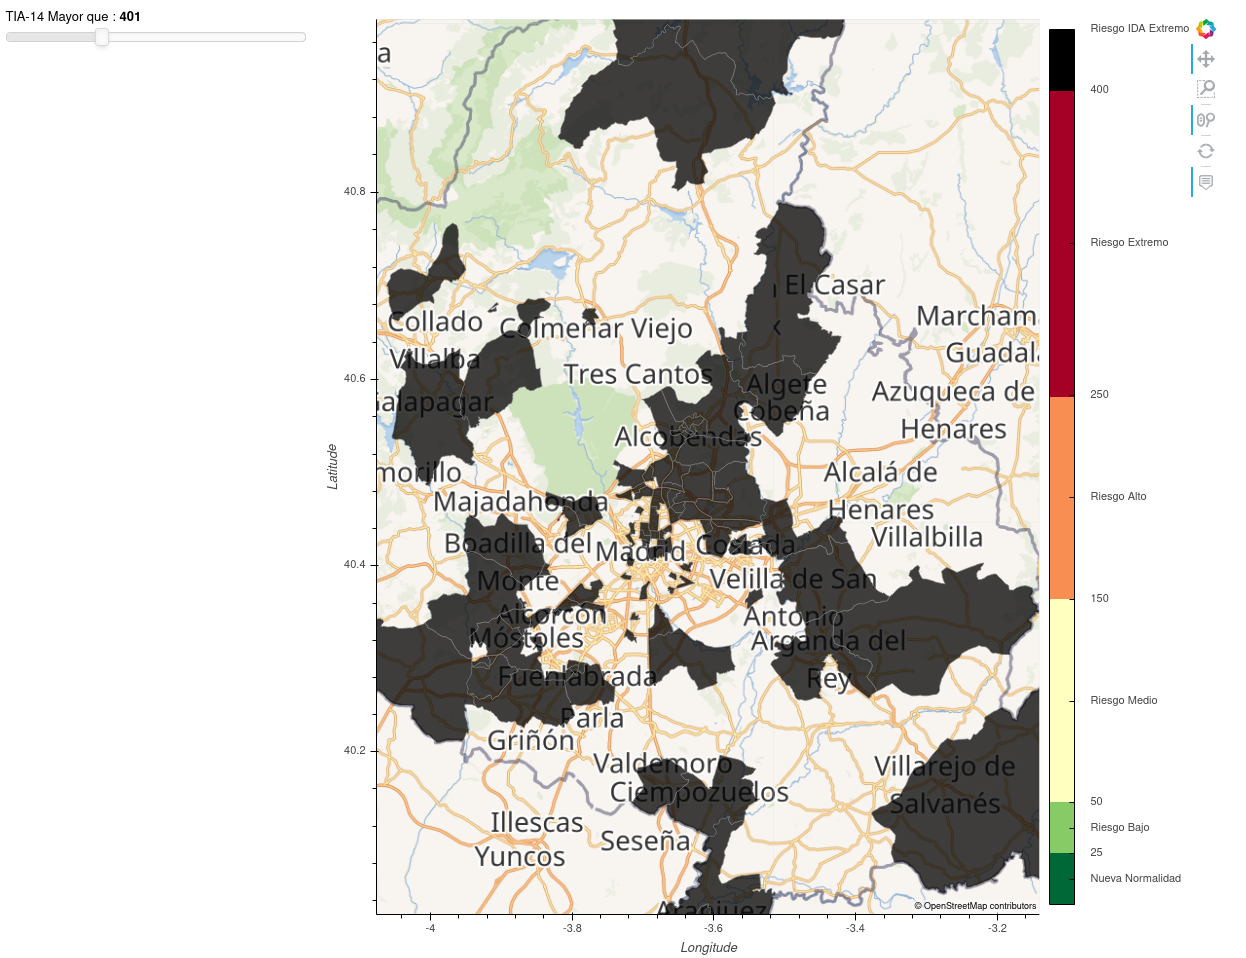 TIA-14 Mayor que : 401
a
El Casar
Collado
Villalba
Colmenar Viejo
Marcham
Guadala
Tres Cantos
Algete
Cobeña
Azuqueca de
Henares
alapagar
Alcobendas
morillo
Alcalá de
Henares
Majadahonda
Villalbilla
Boadilla del
Monte
Madrid
Coslada
Velilla de San
Antonio
Alcorcón
Móstoles
Arganda del
Rey
Fuenlabrada
Parla
Griñón
Valdemoro
Ciempozuelos
Villarejo de
Salvanés
Illescas
Seseña
Yuncos
Aranjuez
© OpenStreetMap contributors
40.8
40.6
40.4
40.2
Latitude
-4
-3.8
-3.6
-3.4
-3.2
Longitude
Riesgo IDA Extremo
400
Riesgo Extremo
250
Riesgo Alto
150
Riesgo Medio
50
Riesgo Bajo
25
Nueva Normalidad